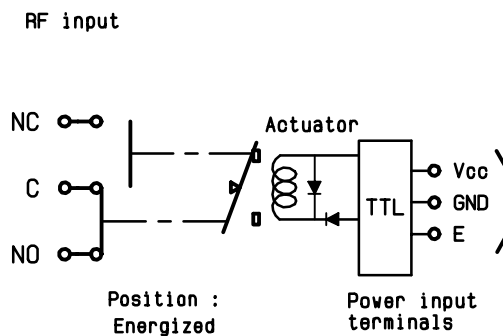 RF input
NC
Actuator
Vcc
C
TTL
GND
E
NO
Position :
Energized
Power input
terminals